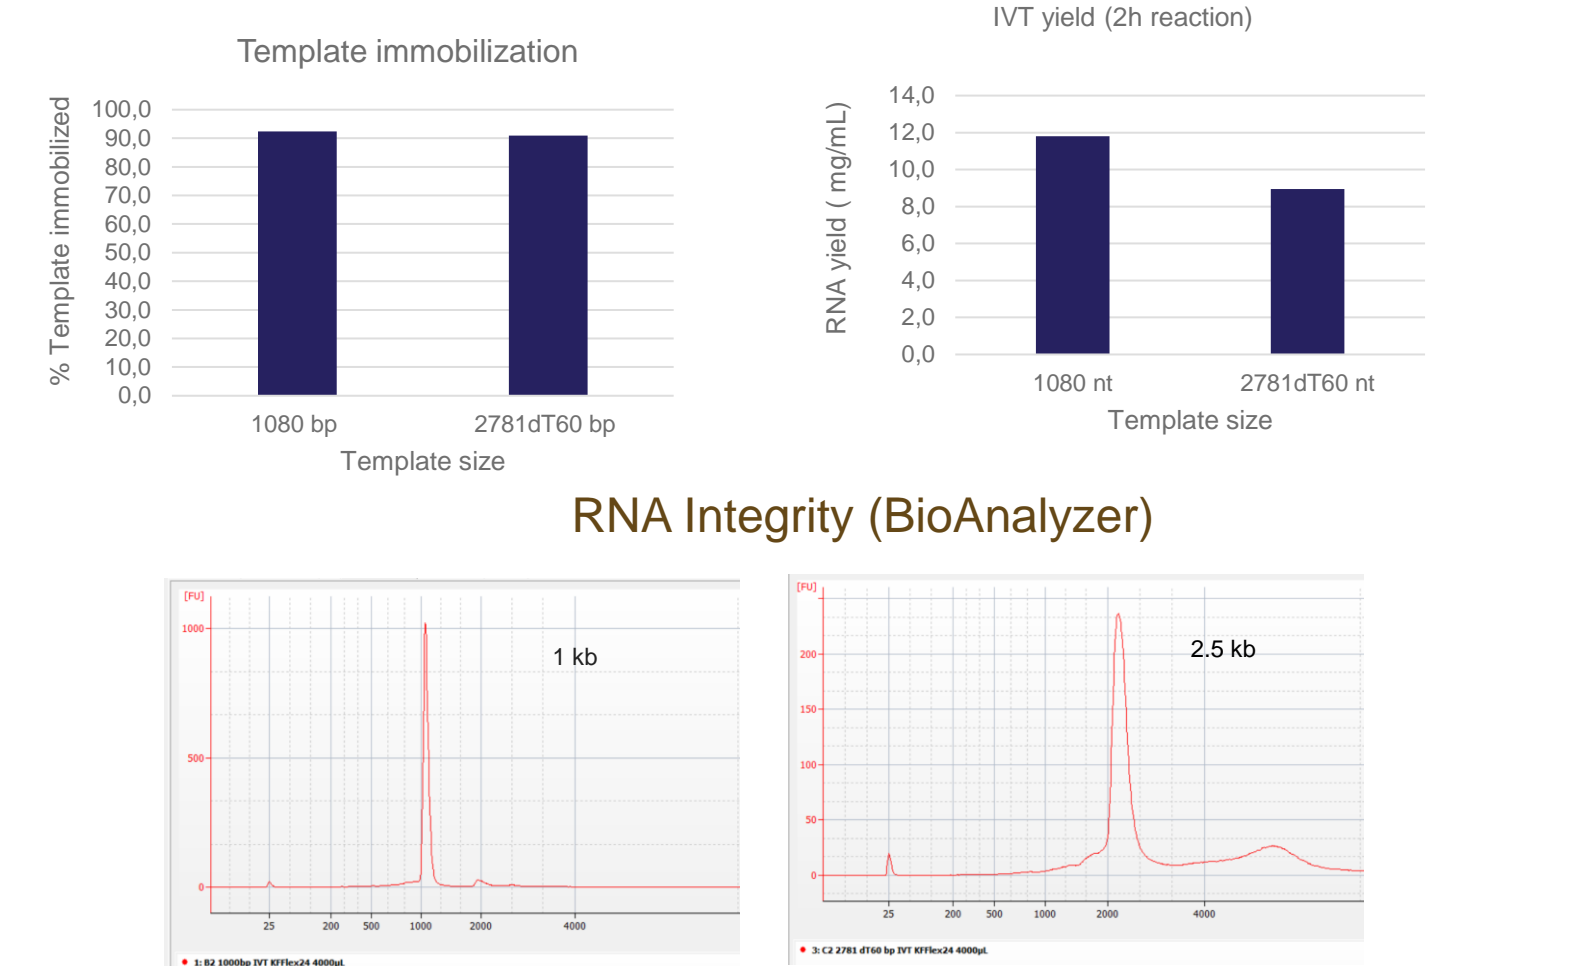 IVT yield (2h reaction)
Template immobilization
% Template immobilized
100,0
90,0
80,0
70,0
60,0
50,0
40,0
30,0
20,0
10,0
0,0
1080 bp 2781dT60 bp
Template size
RNA yield ( mg/mL)
14,0
12,0
10,0
8,0
6,0
4,0
2,0
0,0
1080 nt 2781dT60 nt
Template size
RNA Integrity (BioAnalyzer)
[FU]
1000
500
0
1 kb
25 200 500 1000 2000 4000
1: B2 1000bp IVT KFFlex24 4000µL
[FU]
200
150
100
50
0
2.5 kb
25 200 500 1000 2000 4000
3: C2 2781 dT60 bp IVT KFFlex24 4000µL